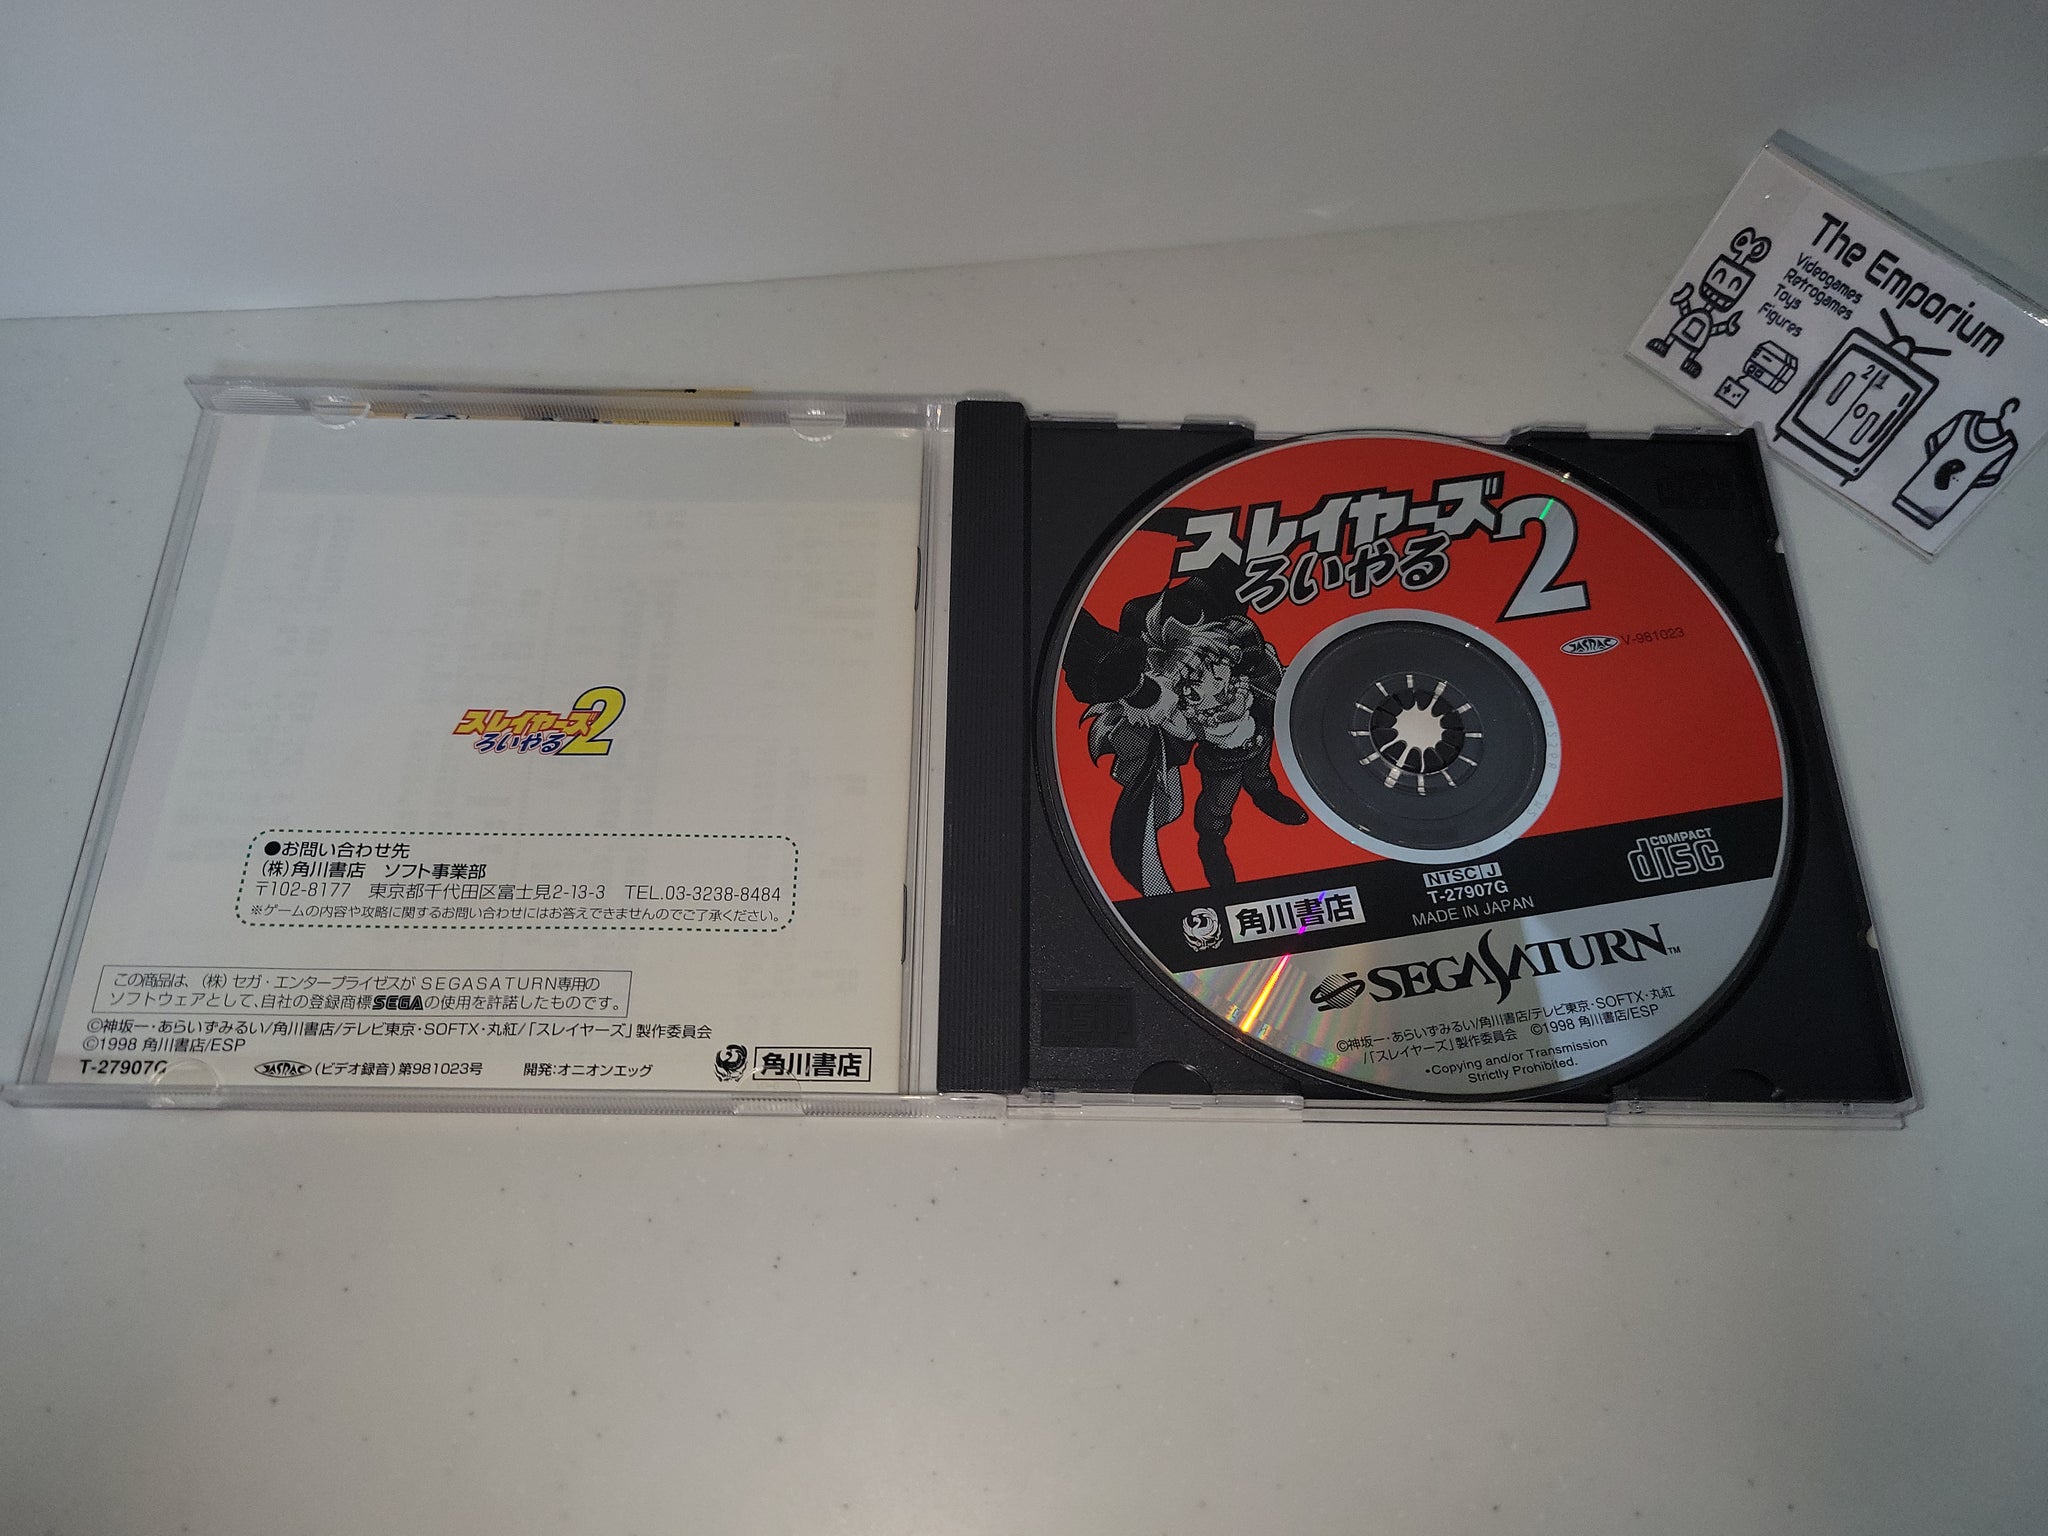 スレイヤーズ
ろいやる2
●お問い合わせ先
(株)角川書店 ソフト事業部
〒102-8177 東京都千代田区富士見2-13-3 TEL.03-3238-8484
※ゲームの内容や攻略に関するお問い合わせにはお答えできませんのでご了承ください。
この商品は、(株)セガ・エンタープライゼスがSEGASATURN専用の
ソフトウェアとして、自社の登録商標SEGAの使用を許諾したものです。
©神坂一・あらいずみるい/角川書店/テレビ東京・SOFTX・丸紅/「スレイヤーズ」製作委員会
©1998 角川書店/ESP
T-27907G
JASRAC (ビデオ録音)第981023号 開発:オニオンエッグ
角川書店
スレイヤーズ
ろいやる2
JASRAC V-981023
COMPACT
disc
NTSC J
T-27907G
MADE IN JAPAN
角川書店
SEGASATURN™
©神坂一・あらいずみるい/角川書店/テレビ東京・SOFTX・丸紅
/「スレイヤーズ」製作委員会 ©1998 角川書店/ESP
•Copying and/or Transmission
Strictly Prohibited.
The Emporium
Videogames
Retrogames
Toys
Figures
21